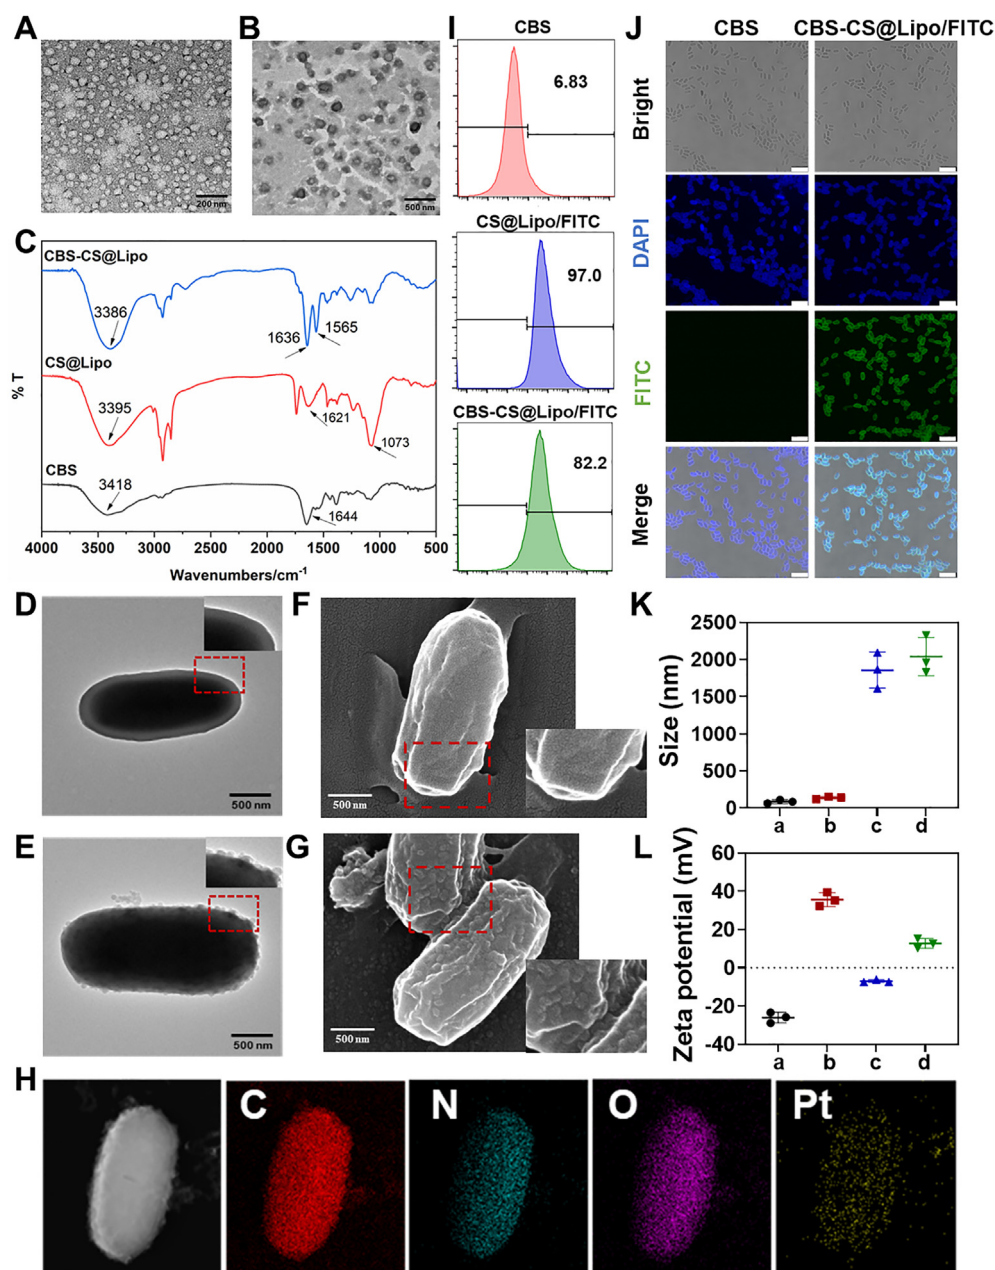 A
200 nm
B
500 nm
C
CBS-CS@Lipo
3386
1636
1565
CS@Lipo
3395
1621
1073
CBS
3418
1644
% T
4000 3500 3000 2500 2000 1500 1000 500
Wavenumbers/cm⁻¹
I
CBS
6.83
CS@Lipo/FITC
97.0
CBS-CS@Lipo/FITC
82.2
J
CBS CBS-CS@Lipo/FITC
Bright
DAPI
FITC
Merge
D
500 nm
E
500 nm
F
500 nm
G
500 nm
K
Size (nm)
2500
2000
1500
1000
500
0
a b c d
L
Zeta potential (mV)
60
40
20
0
-20
-40
a b c d
H
C
N
O
Pt